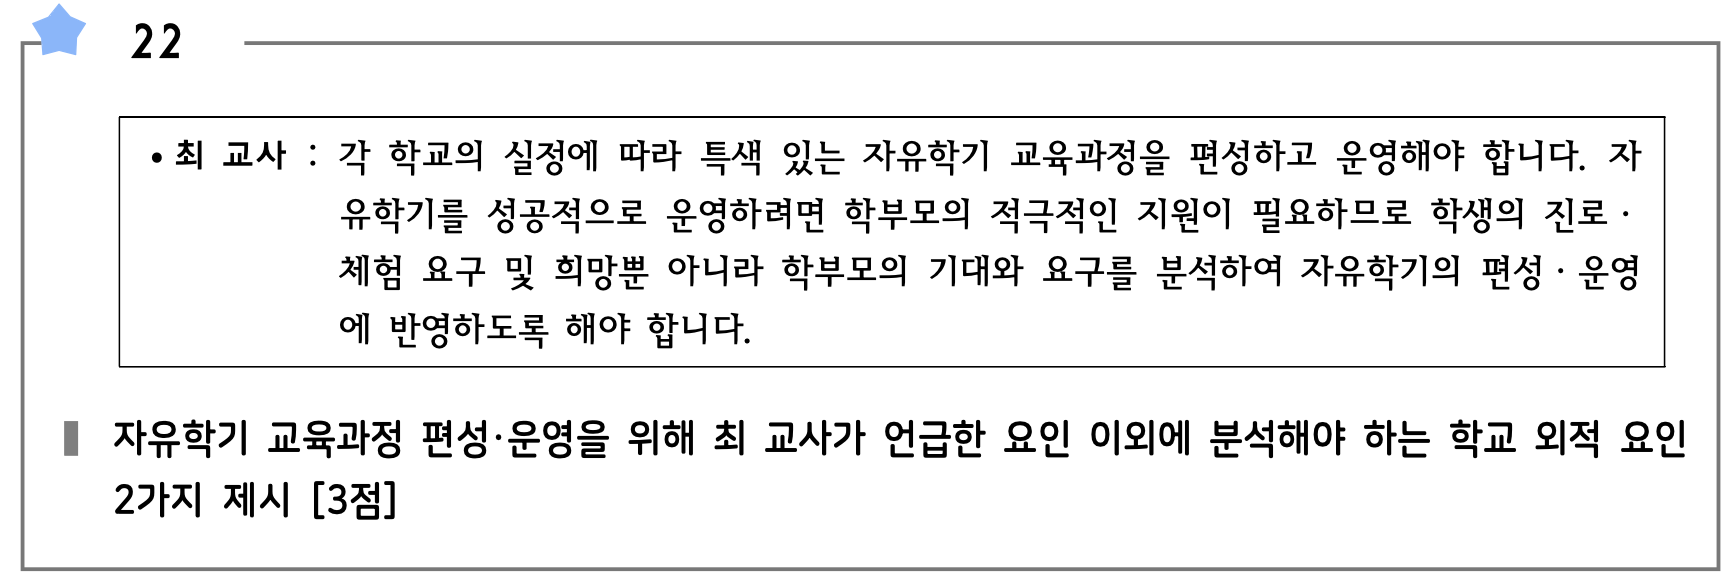 22
• 최 교사 : 각 학교의 실정에 따라 특색 있는 자유학기 교육과정을 편성하고 운영해야 합니다. 자
유학기를 성공적으로 운영하려면 학부모의 적극적인 지원이 필요하므로 학생의 진로·
체험 요구 및 희망뿐 아니라 학부모의 기대와 요구를 분석하여 자유학기의 편성·운영
에 반영하도록 해야 합니다.
자유학기 교육과정 편성·운영을 위해 최 교사가 언급한 요인 이외에 분석해야 하는 학교 외적 요인
2가지 제시 [3점]